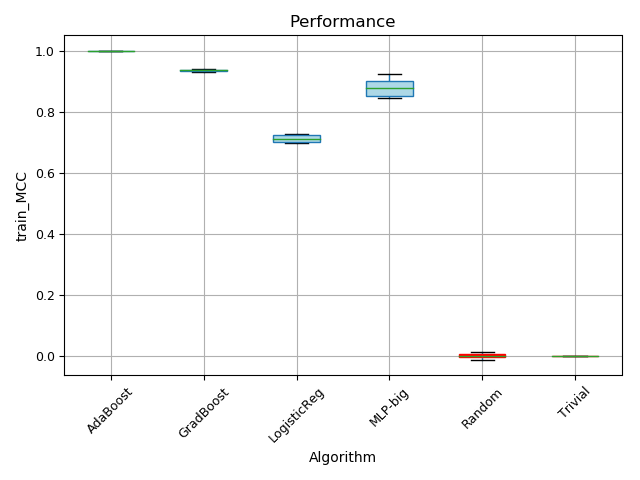 Performance
train_MCC
1.0
0.8
0.6
0.4
0.2
0.0
AdaBoost
GradBoost
LogisticReg
MLP-big
Random
Trivial
Algorithm